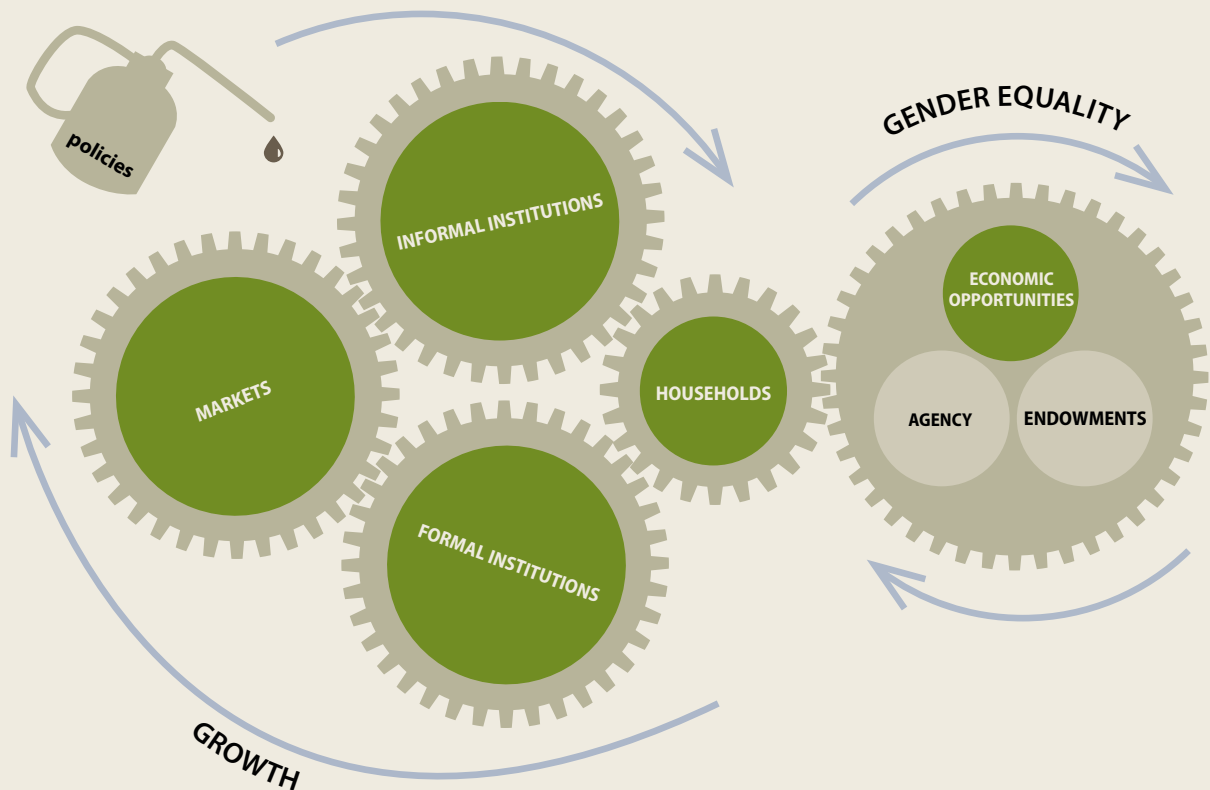 policies
INFORMAL INSTITUTIONS
GENDER EQUALITY
ECONOMIC
OPPORTUNITIES
MARKETS
HOUSEHOLDS
AGENCY
ENDOWMENTS
FORMAL INSTITUTIONS
GROWTH